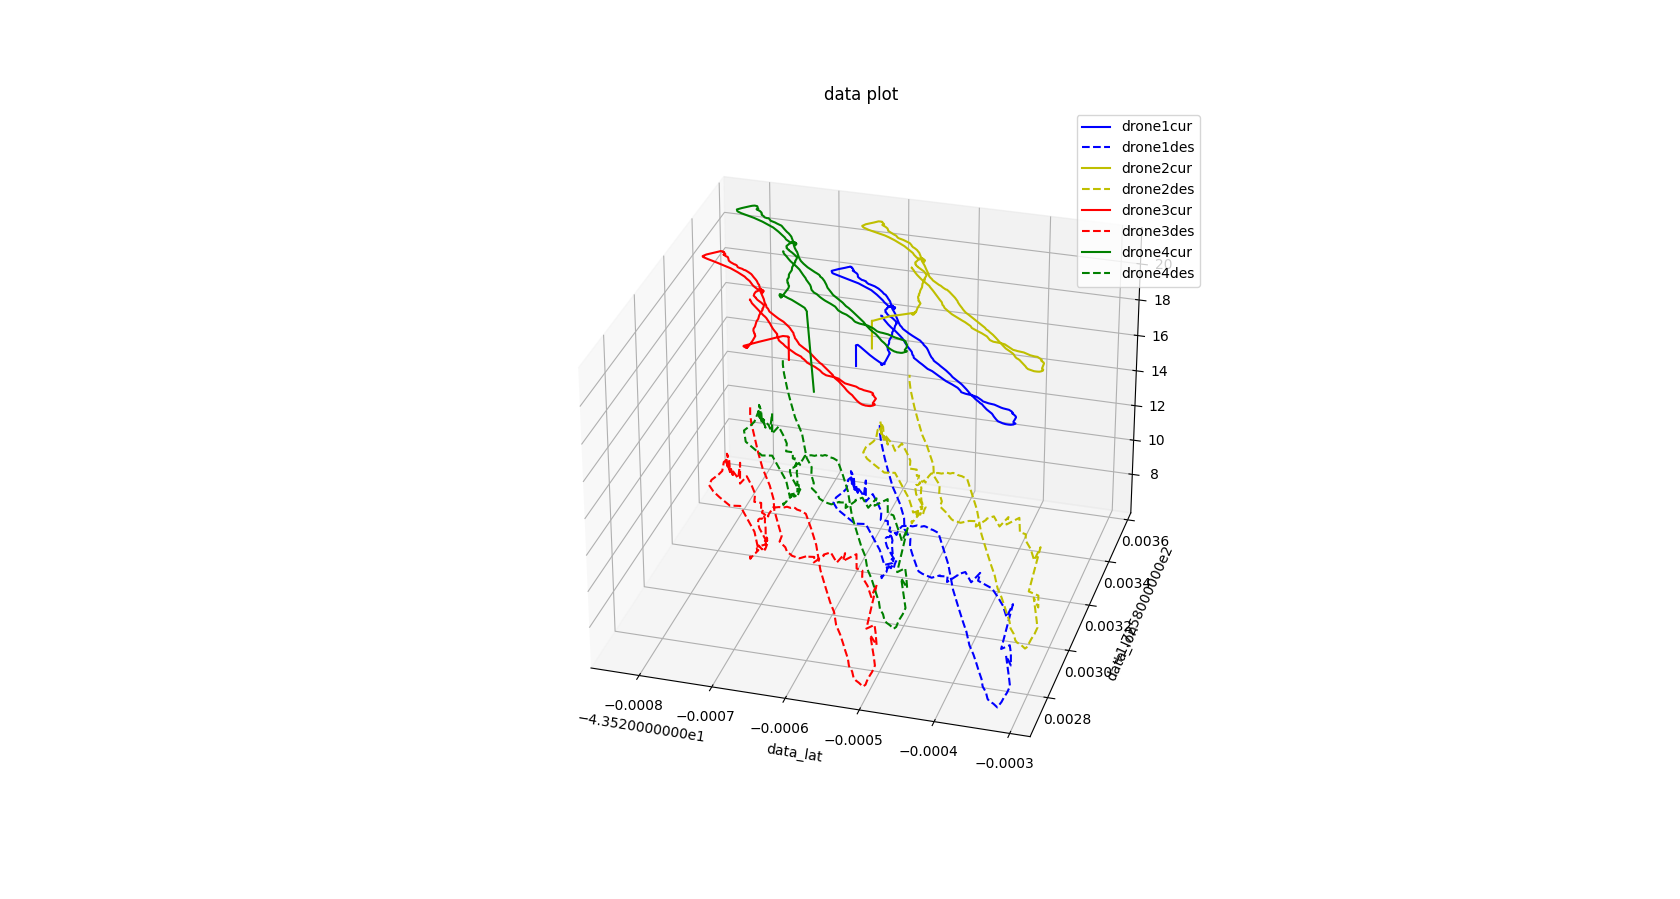 data plot
drone1cur
drone1des
drone2cur
drone2des
drone3cur
drone3des
drone4cur
drone4des
20
18
16
14
12
10
8
0.0036
0.0034
0.0032
0.0030
0.0028
data_lon
−0.0008
−0.0007
−0.0006
−0.0005
−0.0004
−0.0003
−4.3520000000e1
data_lat